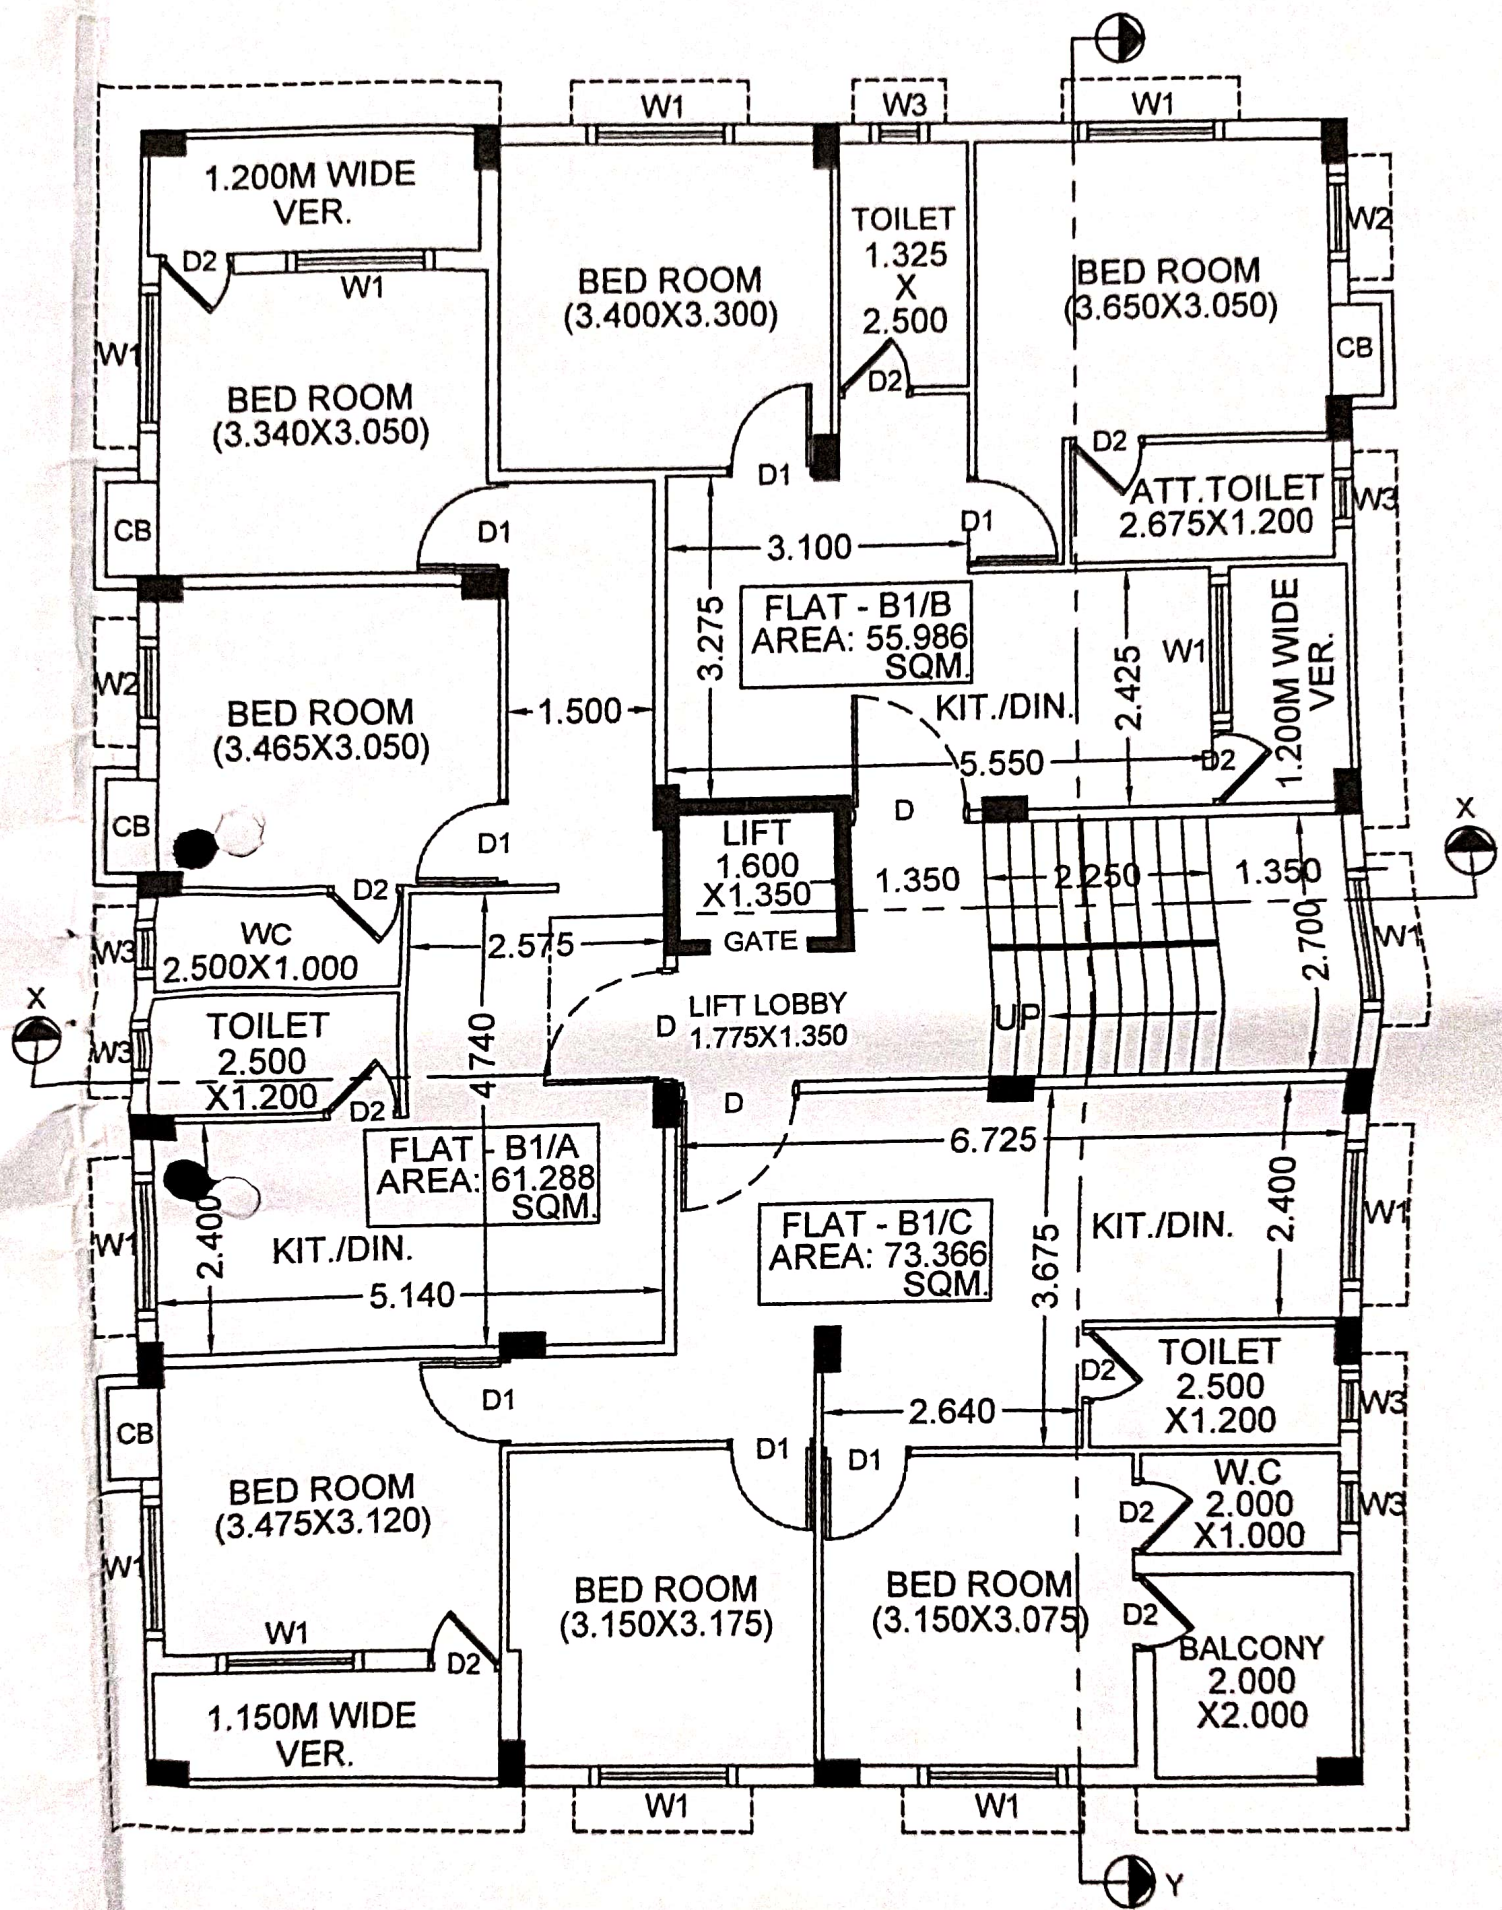 W1
W3
W1
1.200M WIDE
VER.
D2
W1
W1
BED ROOM
(3.340X3.050)
CB
D1
BED ROOM
(3.400X3.300)
D1
TOILET
1.325
X
2.500
D2
BED ROOM
(3.650X3.050)
W2
CB
D2
ATT.TOILET
2.675X1.200
W3
D1
3.100
3.275
FLAT - B1/B
AREA: 55.986
SQM.
KIT./DIN.
2.425
W1
1.200M WIDE
VER.
5.550
D2
D
W2
BED ROOM
(3.465X3.050)
1.500
CB
D1
D2
LIFT
1.600
X1.350
GATE
1.350
2.250
1.350
2.700
X
W1
WC
2.500X1.000
W3
2.575
X
W3
TOILET
2.500
X1.200
D2
4.740
D
LIFT LOBBY
1.775X1.350
UP
D
FLAT - B1/A
AREA: 61.288
SQM.
2.400
KIT./DIN.
W1
5.140
6.725
FLAT - B1/C
AREA: 73.366
SQM.
3.675
KIT./DIN.
2.400
W1
D2
TOILET
2.500
X1.200
W3
2.640
D1
CB
BED ROOM
(3.475X3.120)
W1
D1
D1
W.C
2.000
X1.000
D2
W3
BED ROOM
(3.150X3.175)
BED ROOM
(3.150X3.075)
D2
BALCONY
2.000
X2.000
W1
D2
1.150M WIDE
VER.
W1
W1
Y